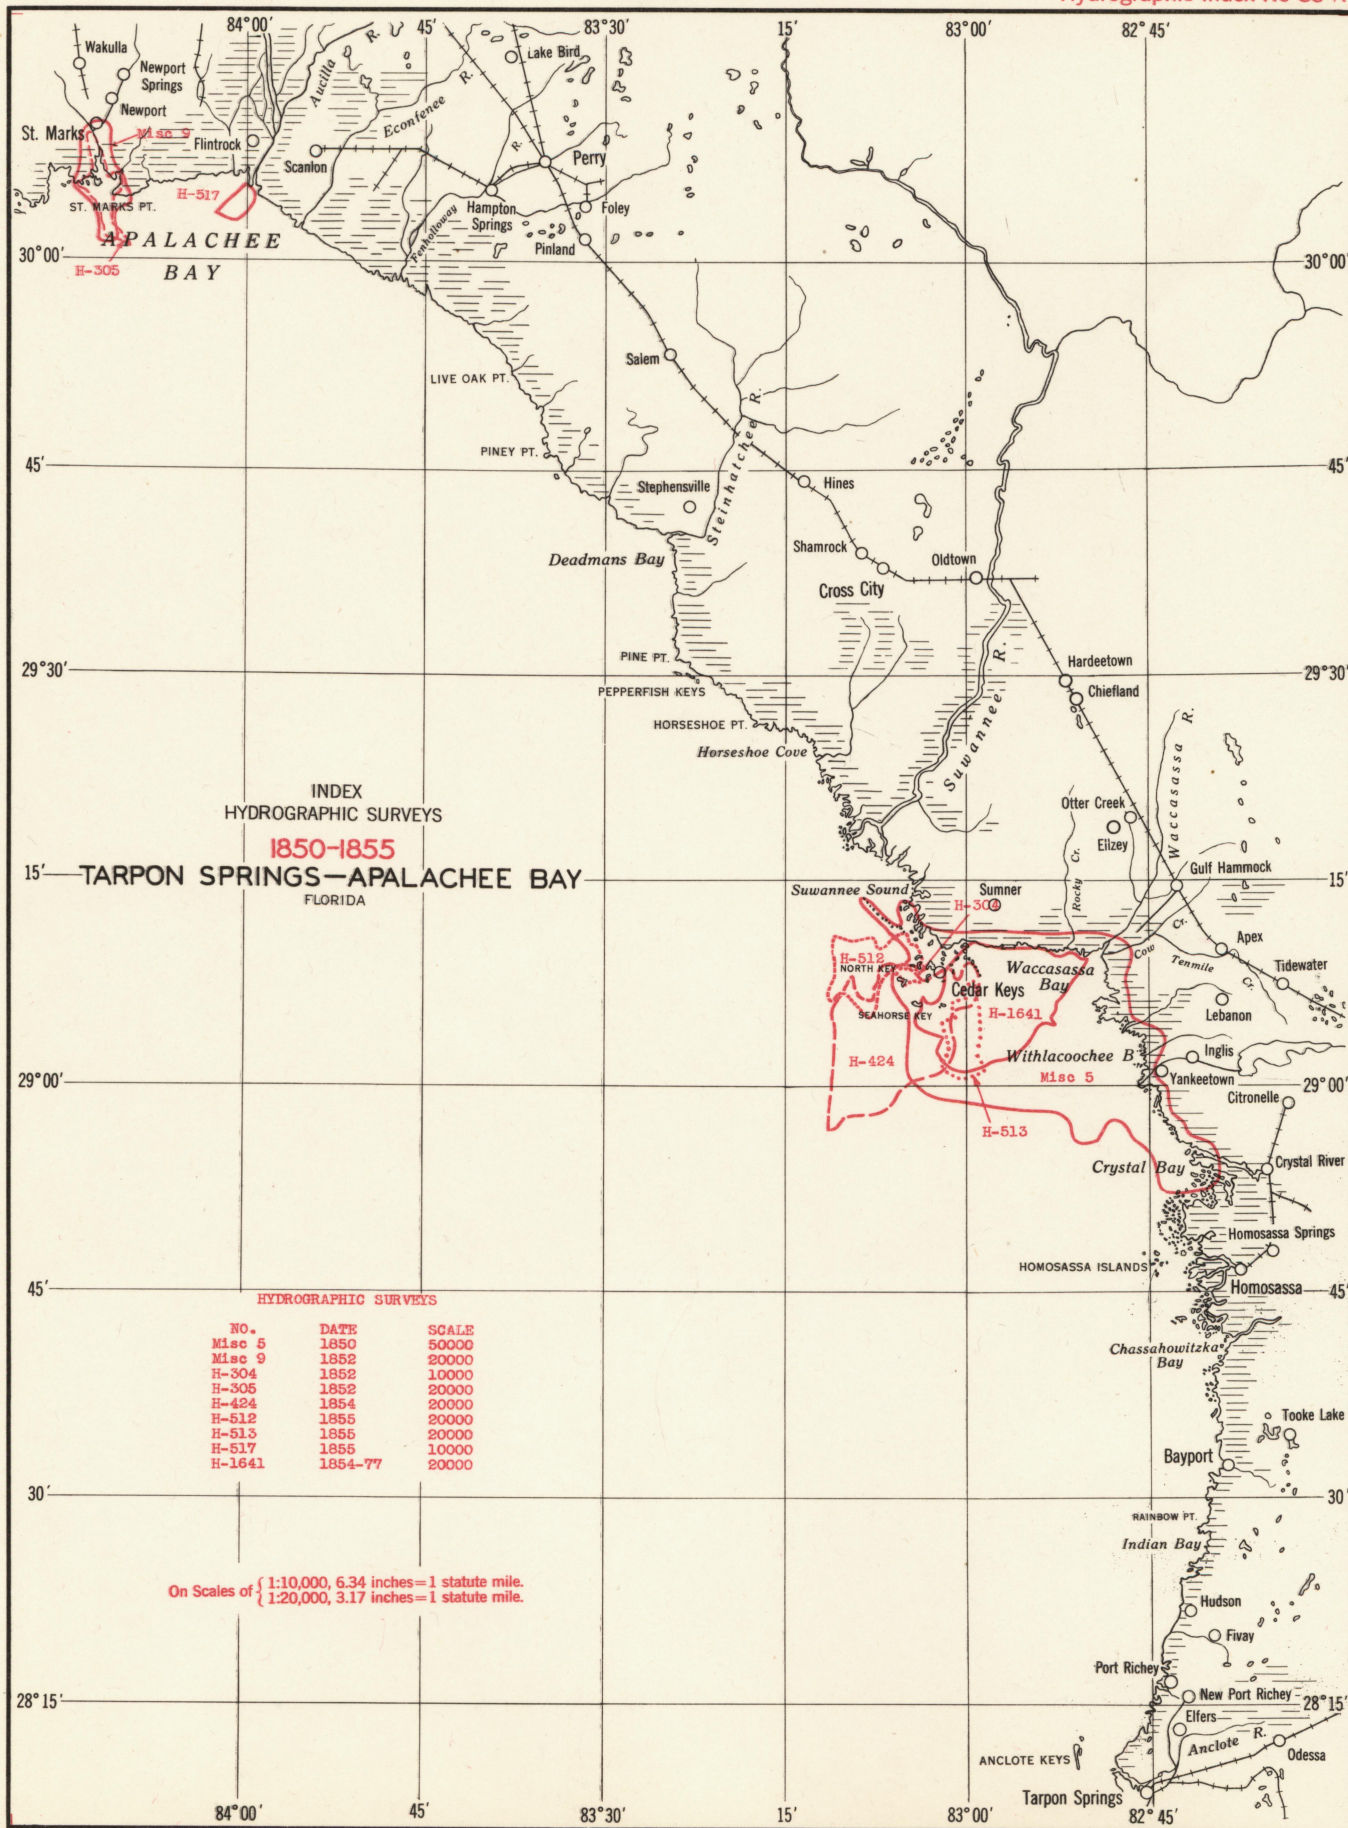 84°00'
45'
83°30'
15'
83°00'
82°45'
Wakulla
Newport
Springs
Newport
St. Marks
Misc 9
Flintrock
Aucilla R.
Econfenee R.
Scanlon
Lake Bird
R.
Perry
Hampton
Springs
Foley
Pinland
Fenholloway
H-517
ST. MARKS PT.
APALACHEE
BAY
H-305
30°00'
30°00'
Salem
LIVE OAK PT.
PINEY PT.
45'
45'
Stephensville
Steinhatchee R.
Hines
Deadmans Bay
Shamrock
Cross City
Oldtown
PINE PT.
29°30'
29°30'
Hardeetown
Chiefland
PEPPERFISH KEYS
HORSESHOE PT.
Horseshoe Cove
Suwannee R.
Waccasassa R.
INDEX
HYDROGRAPHIC SURVEYS
1850-1855
TARPON SPRINGS—APALACHEE BAY
FLORIDA
15'
15'
Otter Creek
Ellzey
Rocky Cr.
Gulf Hammock
Suwannee Sound
Sumner
H-304
Cow Cr.
Apex
Tenmile Cr.
Tidewater
H-512
NORTH KEY
Waccasassa
Bay
Cedar Keys
SEAHORSE KEY
H-1641
Lebanon
H-424
Withlacoochee B.
Inglis
Misc 5
Yankeetown
29°00'
29°00'
Citronelle
H-513
Crystal Bay
Crystal River
Homosassa Springs
HOMOSASSA ISLANDS
Homosassa
45'
45'
HYDROGRAPHIC SURVEYS
NO. DATE SCALE
Misc 5 1850 50000
Misc 9 1852 20000
H-304 1852 10000
H-305 1852 20000
H-424 1854 20000
H-512 1855 20000
H-513 1855 20000
H-517 1855 10000
H-1641 1854-77 20000
Chassahowitzka
Bay
Tooke Lake
Bayport
30'
30'
RAINBOW PT.
Indian Bay
On Scales of { 1:10,000, 6.34 inches=1 statute mile.
{ 1:20,000, 3.17 inches=1 statute mile.
Hudson
Fivay
Port Richey
New Port Richey
28°15'
28°15'
Elfers
Anclote R.
Odessa
ANCLOTE KEYS
Tarpon Springs
84°00'
45'
83°30'
15'
83°00'
82°45'